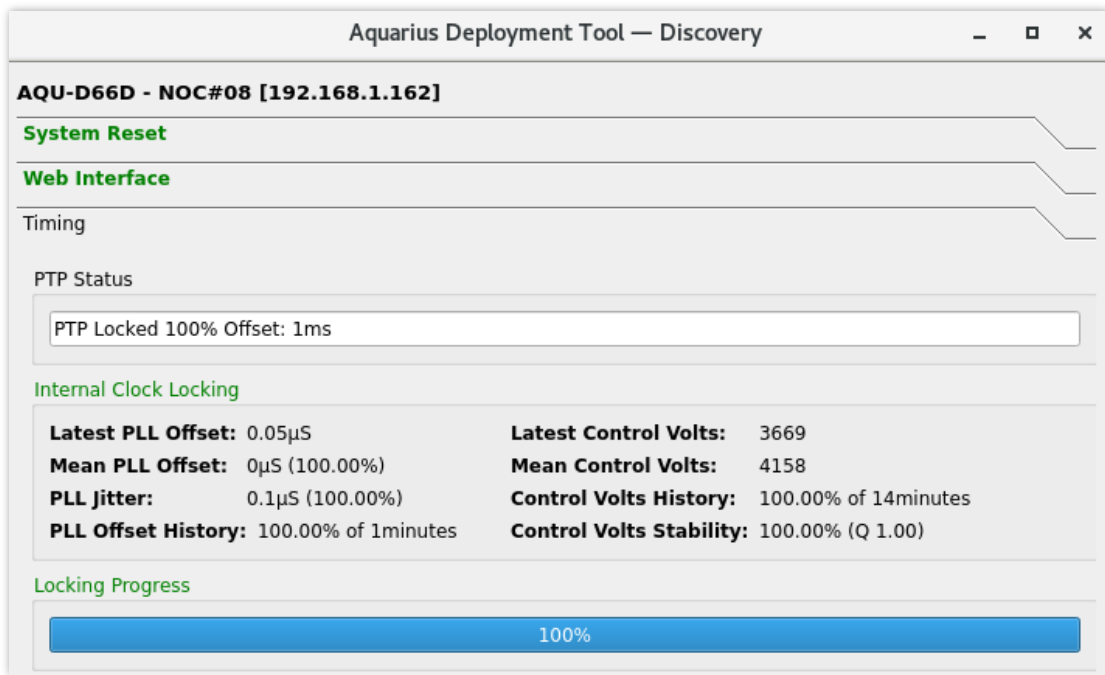 Aquarius Deployment Tool — Discovery
AQU-D66D - NOC#08 [192.168.1.162]
System Reset
Web Interface
Timing
PTP Status
PTP Locked 100% Offset: 1ms
Internal Clock Locking
Latest PLL Offset: 0.05µS Latest Control Volts: 3669
Mean PLL Offset: 0µS (100.00%) Mean Control Volts: 4158
PLL Jitter: 0.1µS (100.00%) Control Volts History: 100.00% of 14minutes
PLL Offset History: 100.00% of 1minutes Control Volts Stability: 100.00% (Q 1.00)
Locking Progress
100%